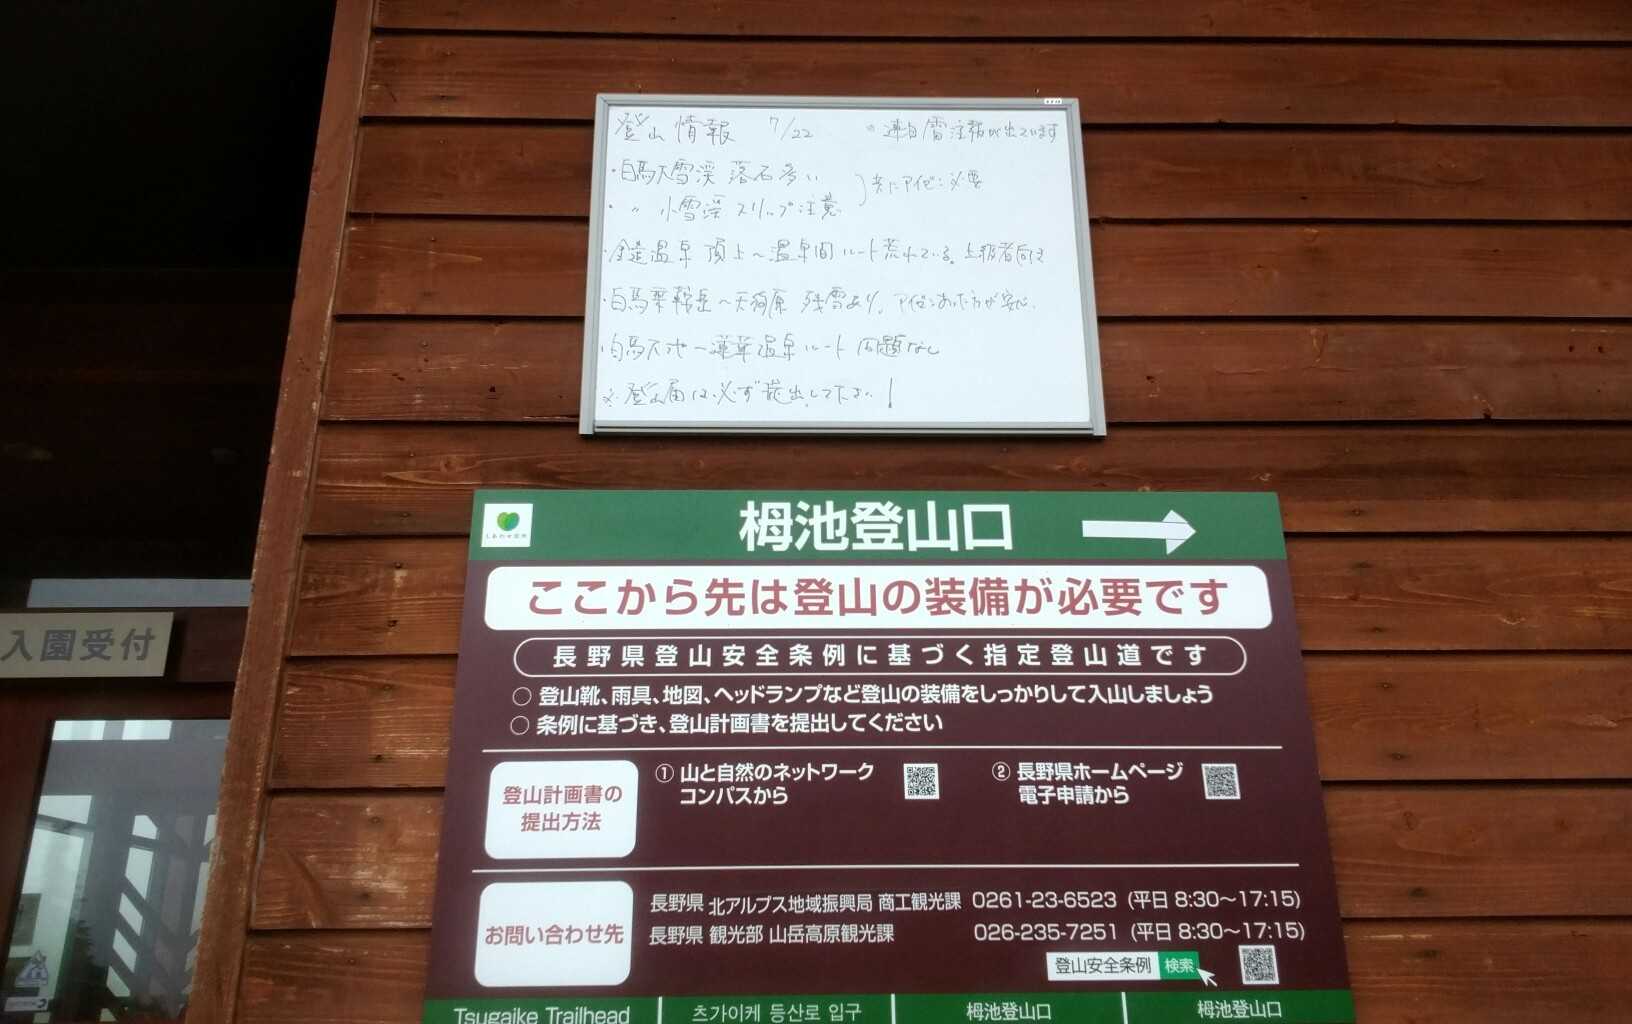 登山情報 7/22 ※連日雷注報が出ています
・白馬大雪渓 落石多い
・〃 小雪渓 スリップ注意
共にアイゼン必要
・鑓温泉 頂上〜温泉間ルート荒れている。上級者向き
・白馬乗鞍岳〜天狗原 残雪あり。アイゼンあった方が安心.
・白馬大池〜蓮華温泉ルート 問題なし
※登山届は必ず提出して下さい!
しあわせ信州
栂池登山口
ここから先は登山の装備が必要です
長野県登山安全条例に基づく指定登山道です
○ 登山靴、雨具、地図、ヘッドランプなど登山の装備をしっかりして入山しましょう
○ 条例に基づき、登山計画書を提出してください
入園受付
登山計画書の
提出方法
① 山と自然のネットワーク
コンパスから
② 長野県ホームページ
電子申請から
お問い合わせ先
長野県 北アルプス地域振興局 商工観光課 0261-23-6523 (平日 8:30〜17:15)
長野県 観光部 山岳高原観光課 026-235-7251 (平日 8:30〜17:15)
登山安全条例 検索
Tsugaike Trailhead
츠가이케 등산로 입구
栂池登山口
栂池登山口